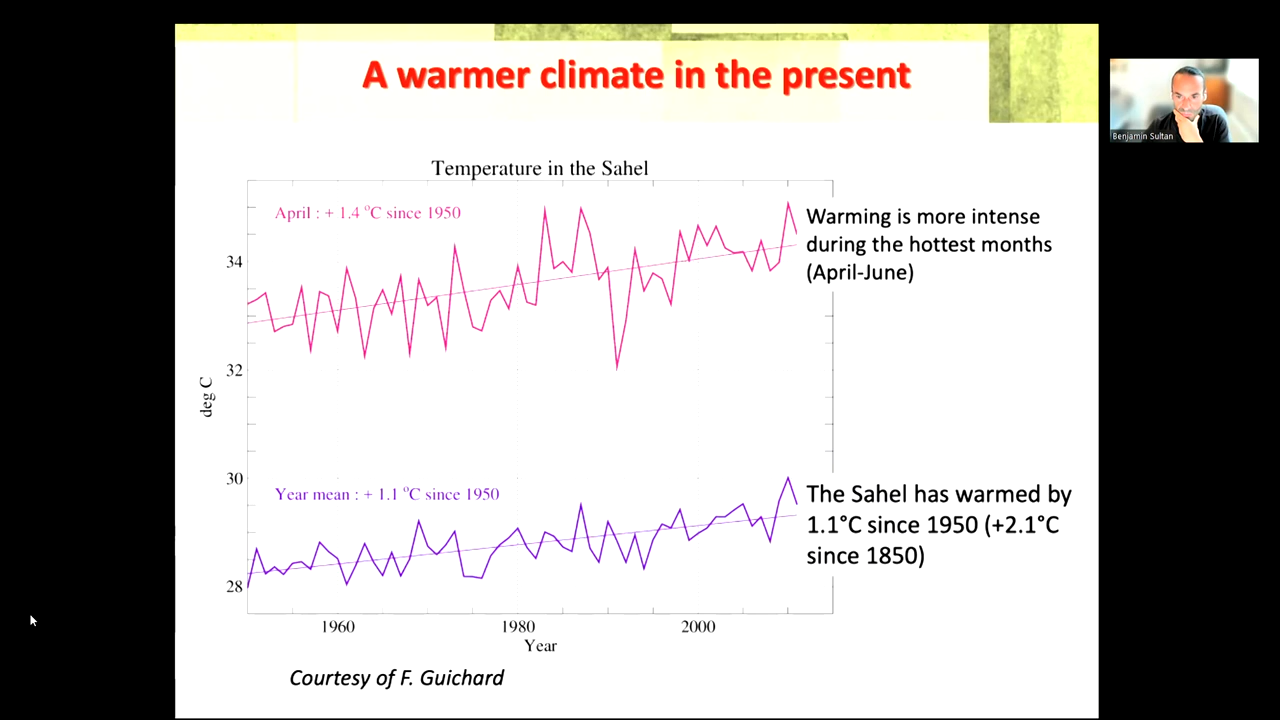 A warmer climate in the present
Benjamin Sultan
Temperature in the Sahel
April : + 1.4 °C since 1950
Warming is more intense
during the hottest months
(April-June)
34
32
deg C
30
Year mean : + 1.1 °C since 1950
The Sahel has warmed by
1.1°C since 1950 (+2.1°C
since 1850)
28
1960 1980 2000
Year
Courtesy of F. Guichard